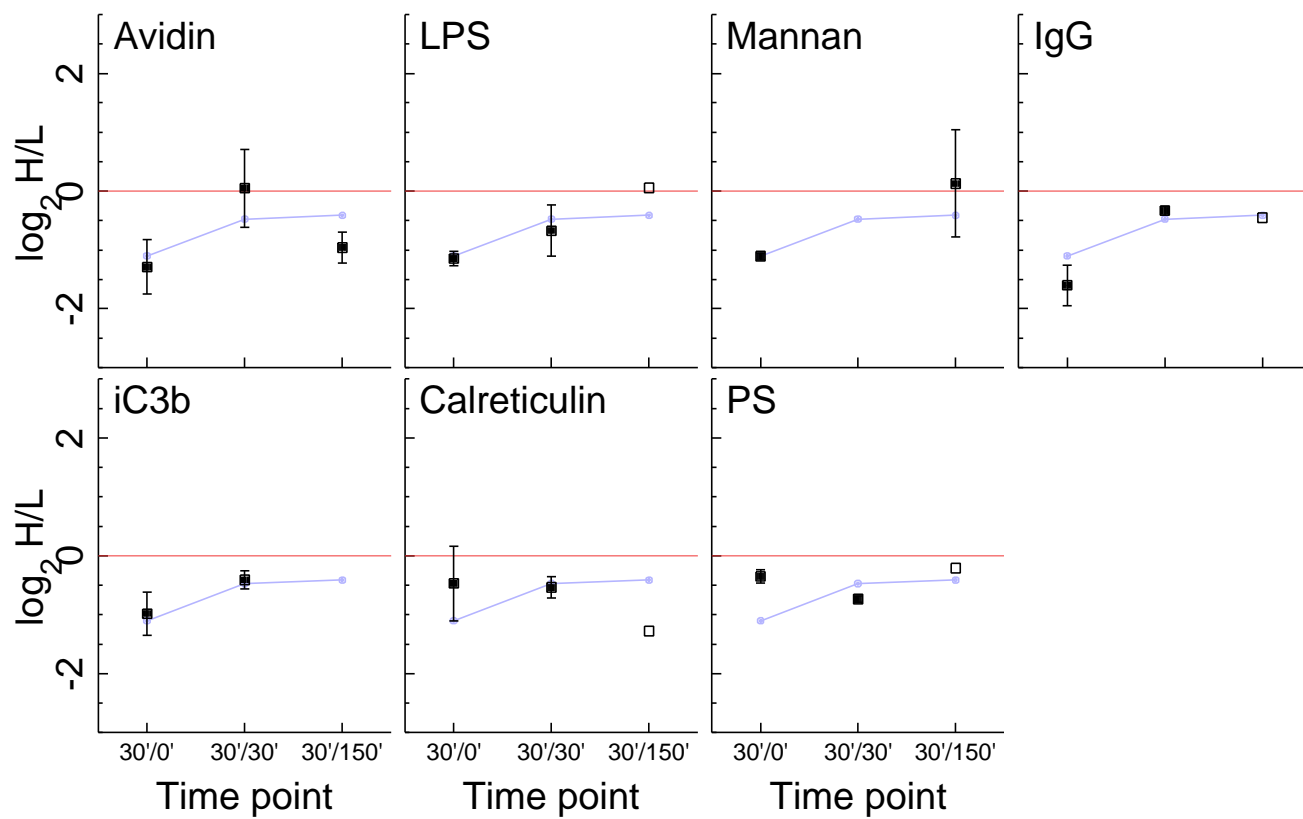 Avidin
LPS
Mannan
IgG
log2 H/L
2
0
-2
iC3b
Calreticulin
PS
log2 H/L
2
0
-2
30'/0'
30'/30'
30'/150'
30'/0'
30'/30'
30'/150'
30'/0'
30'/30'
30'/150'
Time point
Time point
Time point